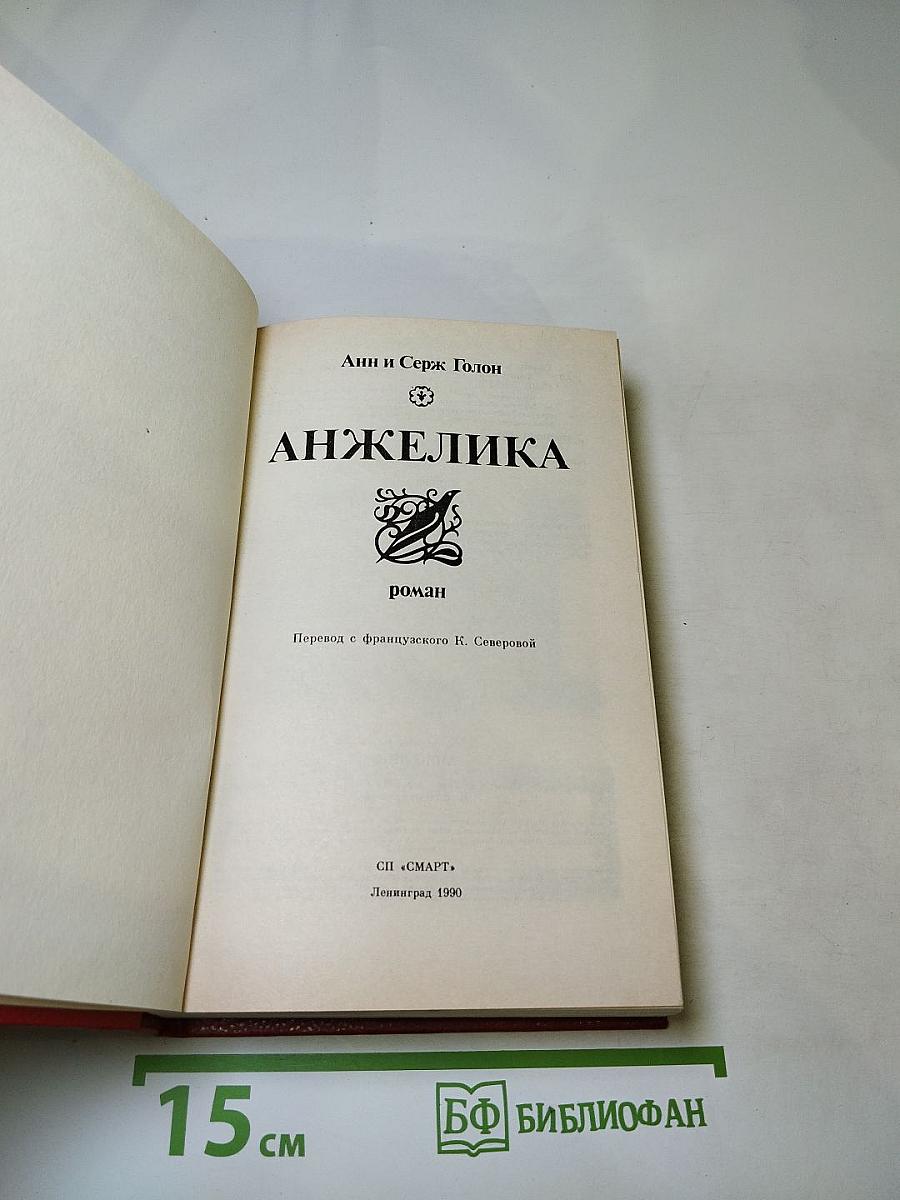 Анн и Серж Голон
АНЖЕЛИКА
роман
Перевод с французского К. Северовой
СП «СМАРТ»
Ленинград 1990
15 см
БФ БИБЛИОФАН